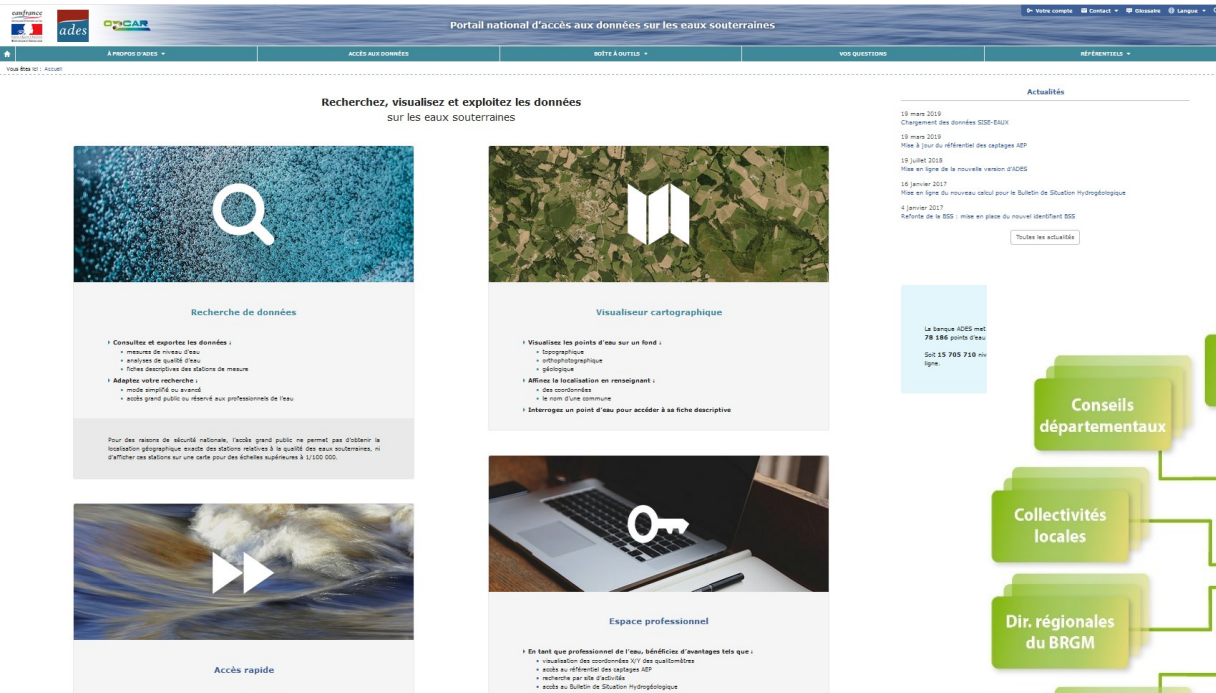 eaufrance
ades
Portail national d'accès aux données sur les eaux souterraines
Votre compte Contact Glossaire Langue
À PROPOS D'ADES ACCÈS AUX DONNÉES BOÎTE À OUTILS VOS QUESTIONS RÉFÉRENTIELS
Vous êtes ici : Accueil
Recherchez, visualisez et exploitez les données
sur les eaux souterraines
Recherche de données
Consultez et exportez les données :
mesures de niveau d'eau
analyses de qualité d'eau
fiches descriptives des stations de mesure
Adaptez votre recherche :
mode simplifié ou avancé
accès grand public ou réservé aux professionnels de l'eau
Pour des raisons de sécurité nationale, l'accès grand public ne permet pas d'obtenir la
localisation géographique exacte des stations relatives à la qualité des eaux souterraines, ni
d'afficher ces stations sur une carte pour des échelles supérieures à 1/100 000.
Accès rapide
Visualiseur cartographique
Visualisez les points d'eau sur un fond :
topographique
orthophotographique
géologique
Affinez la localisation en renseignant :
des coordonnées
le nom d'une commune
Interrogez un point d'eau pour accéder à sa fiche descriptive
Espace professionnel
En tant que professionnel de l'eau, bénéficiez d'avantages tels que :
visualisation des coordonnées X/Y des qualitomètres
accès au référentiel des captages AEP
recherche par site d'activités
accès au Bulletin de Situation Hydrogéologique
Actualités
19 mars 2019
Chargement des données SISE-EAUX
19 mars 2019
Mise à jour du référentiel des captages AEP
19 juillet 2018
Mise en ligne de la nouvelle version d'ADES
16 janvier 2017
Mise en ligne du nouveau calcul pour le Bulletin de Situation Hydrogéologique
4 janvier 2017
Refonte de la BSS : mise en place du nouvel identifiant BSS
Toutes les actualités
La banque ADES met
78 186 points d'eau
Soit 15 705 710 niv
ligne.
Conseils
départementaux
Collectivités
locales
Dir. régionales
du BRGM